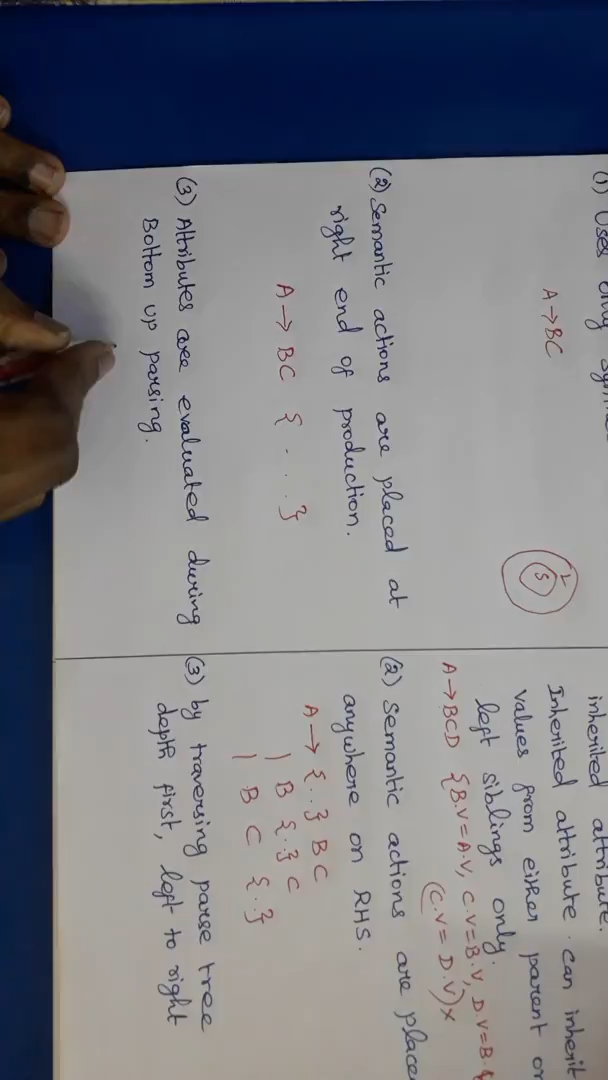 (1) Uses only
A → BC
L
S
(2) Semantic actions are placed at
right end of production.
A → BC { . . . }
(3) Attributes are evaluated during
Bottom up parsing.
inherited attribute.
Inherited attribute can inherit
values from either parent or
left siblings only.
A → BCD {B.V = A.V, C.V = B.V, D.V = B.
(C.V = D.V) x
(2) Semantic actions are place
anywhere on RHS.
A → {..} BC
| B {.} C
| B C {.}
(3) by traversing parse tree
depth first, left to right